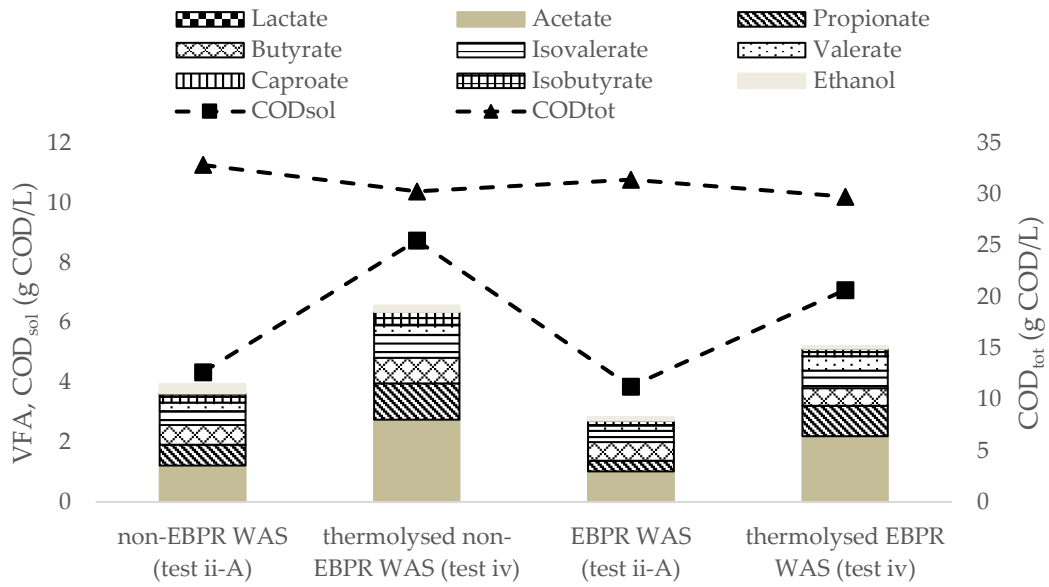 Lactate Acetate Propionate
Butyrate Isovalerate Valerate
Caproate Isobutyrate Ethanol
CODsol CODtot
VFA, COD_sol (g COD/L)
12
10
8
6
4
2
0
35
30
25
20
15
10
5
0
COD_tot (g COD/L)
non-EBPR WAS
(test ii-A)
thermolysed non-
EBPR WAS (test iv)
EBPR WAS
(test ii-A)
thermolysed EBPR
WAS (test iv)